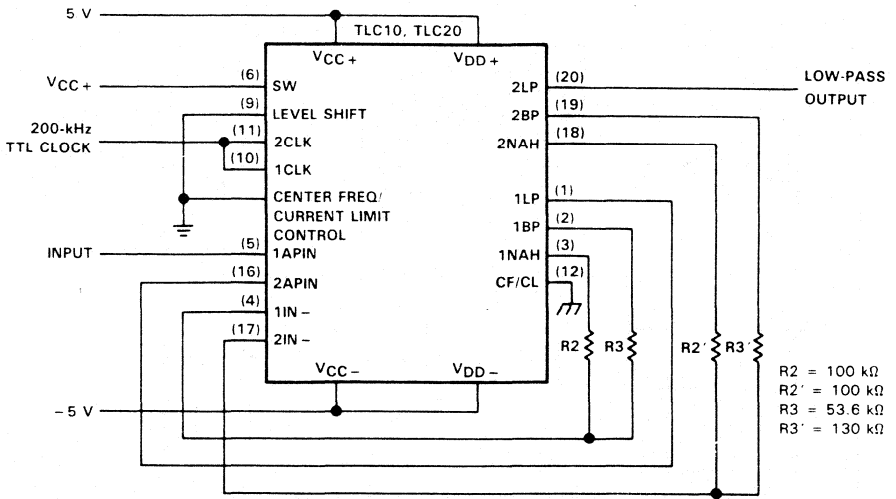 5 V
TLC10, TLC20
VCC+
VDD+
VCC+
(6)
SW
2LP
(20)
LOW-PASS
OUTPUT
(9)
LEVEL SHIFT
2BP
(19)
200-kHz
TTL CLOCK
(11)
2CLK
2NAH
(18)
(10)
1CLK
CENTER FREQ/
CURRENT LIMIT
CONTROL
1LP
(1)
1BP
(2)
INPUT
(5)
1APIN
1NAH
(3)
(16)
2APIN
CF/CL
(12)
(4)
1IN-
(17)
2IN-
R2
R3
R2'
R3'
VCC-
VDD-
-5 V
R2 = 100 kΩ
R2' = 100 kΩ
R3 = 53.6 kΩ
R3' = 130 kΩ